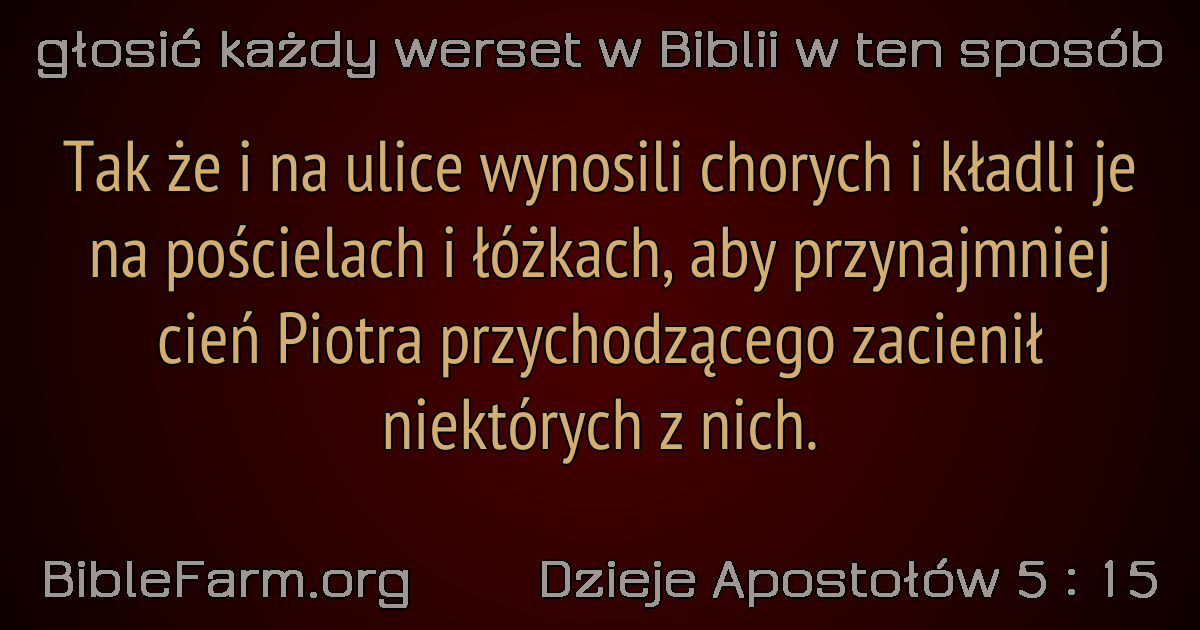 głosić każdy werset w Biblii w ten sposób
Tak że i na ulice wynosili chorych i kładli je
na pościelach i łóżkach, aby przynajmniej
cień Piotra przychodzącego zacienił
niektórych z nich.
BibleFarm.org
Dzieje Apostołów 5 : 15